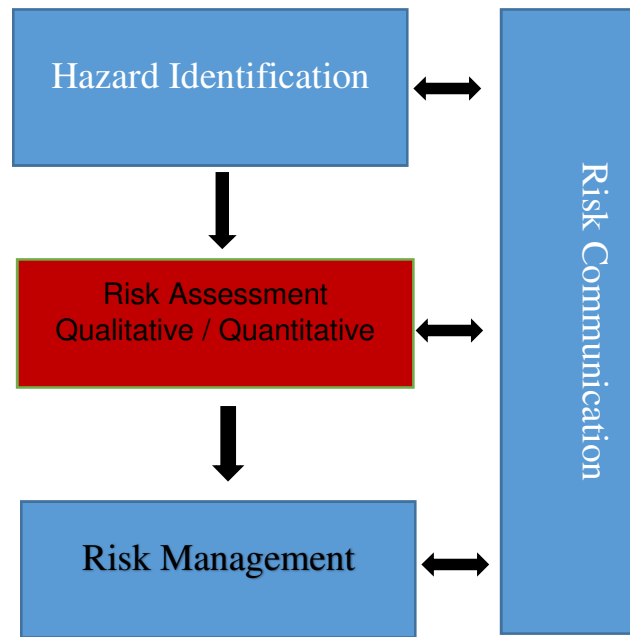 Hazard Identification
Risk Assessment
Qualitative / Quantitative
Risk Management
Risk Communication